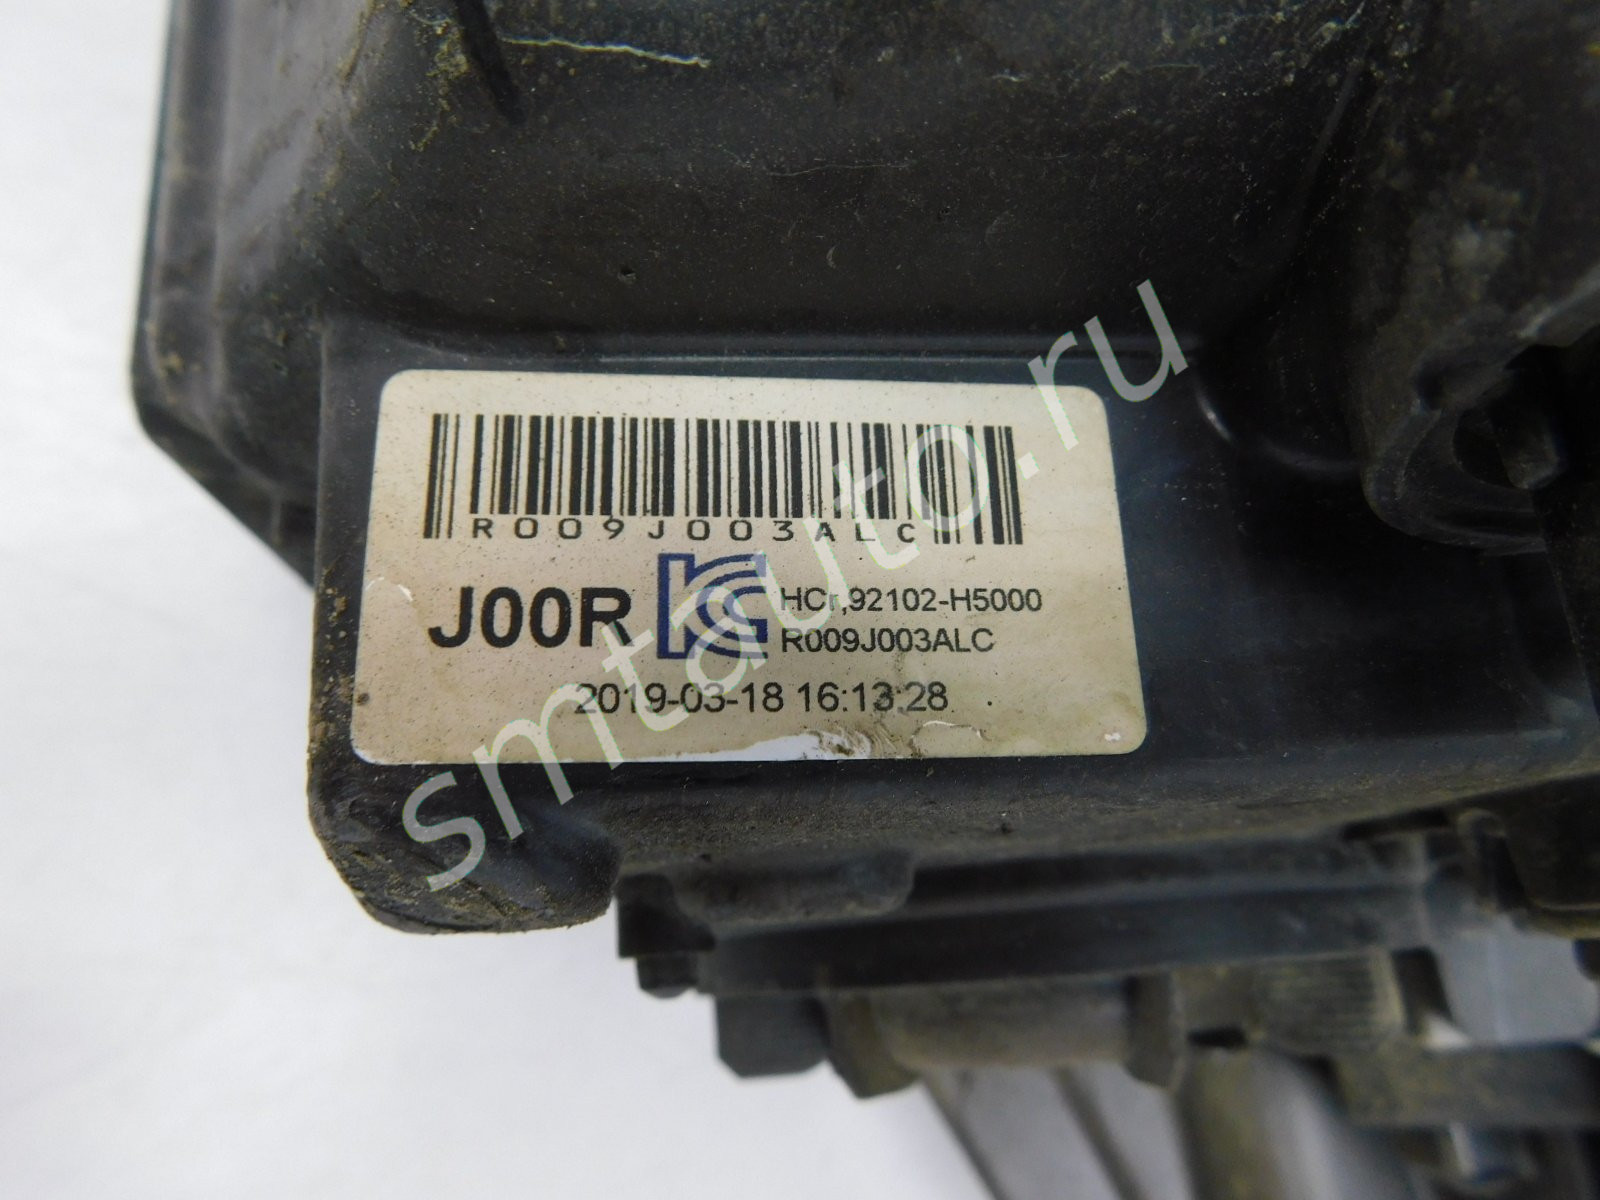 R009J003ALC
J00R
HCr,92102-H5000
R009J003ALC
2019-03-18 16:13:28
smtauto.ru